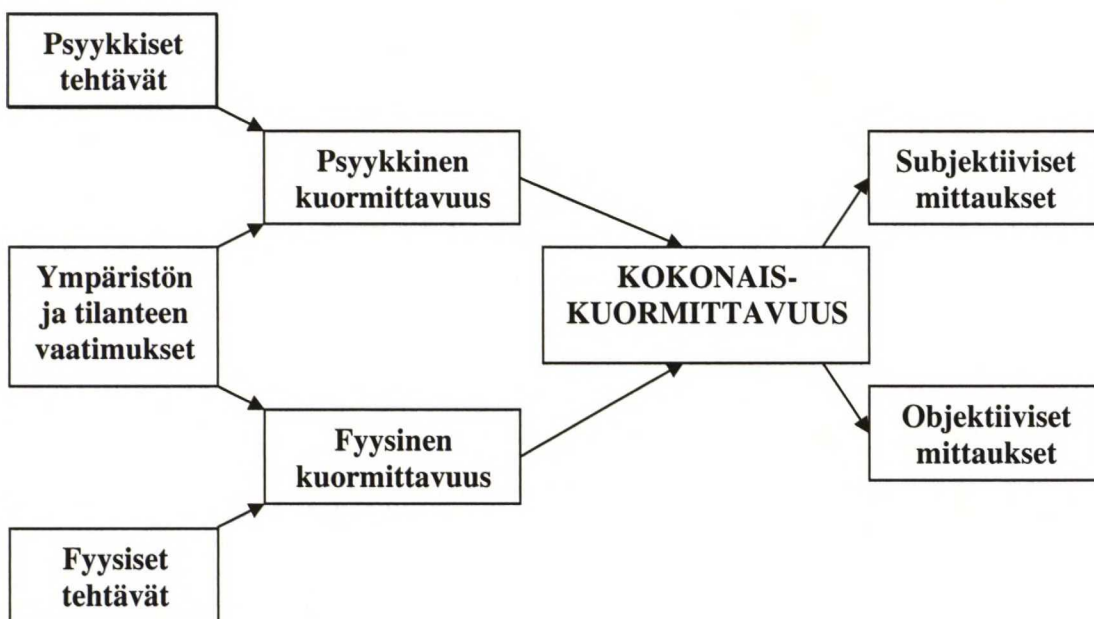 Psyykkiset
tehtävät
Psyykkinen
kuormittavuus
Subjektiiviset
mittaukset
Ympäristön
ja tilanteen
vaatimukset
KOKONAIS-
KUORMITTAVUUS
Fyysinen
kuormittavuus
Objektiiviset
mittaukset
Fyysiset
tehtävät